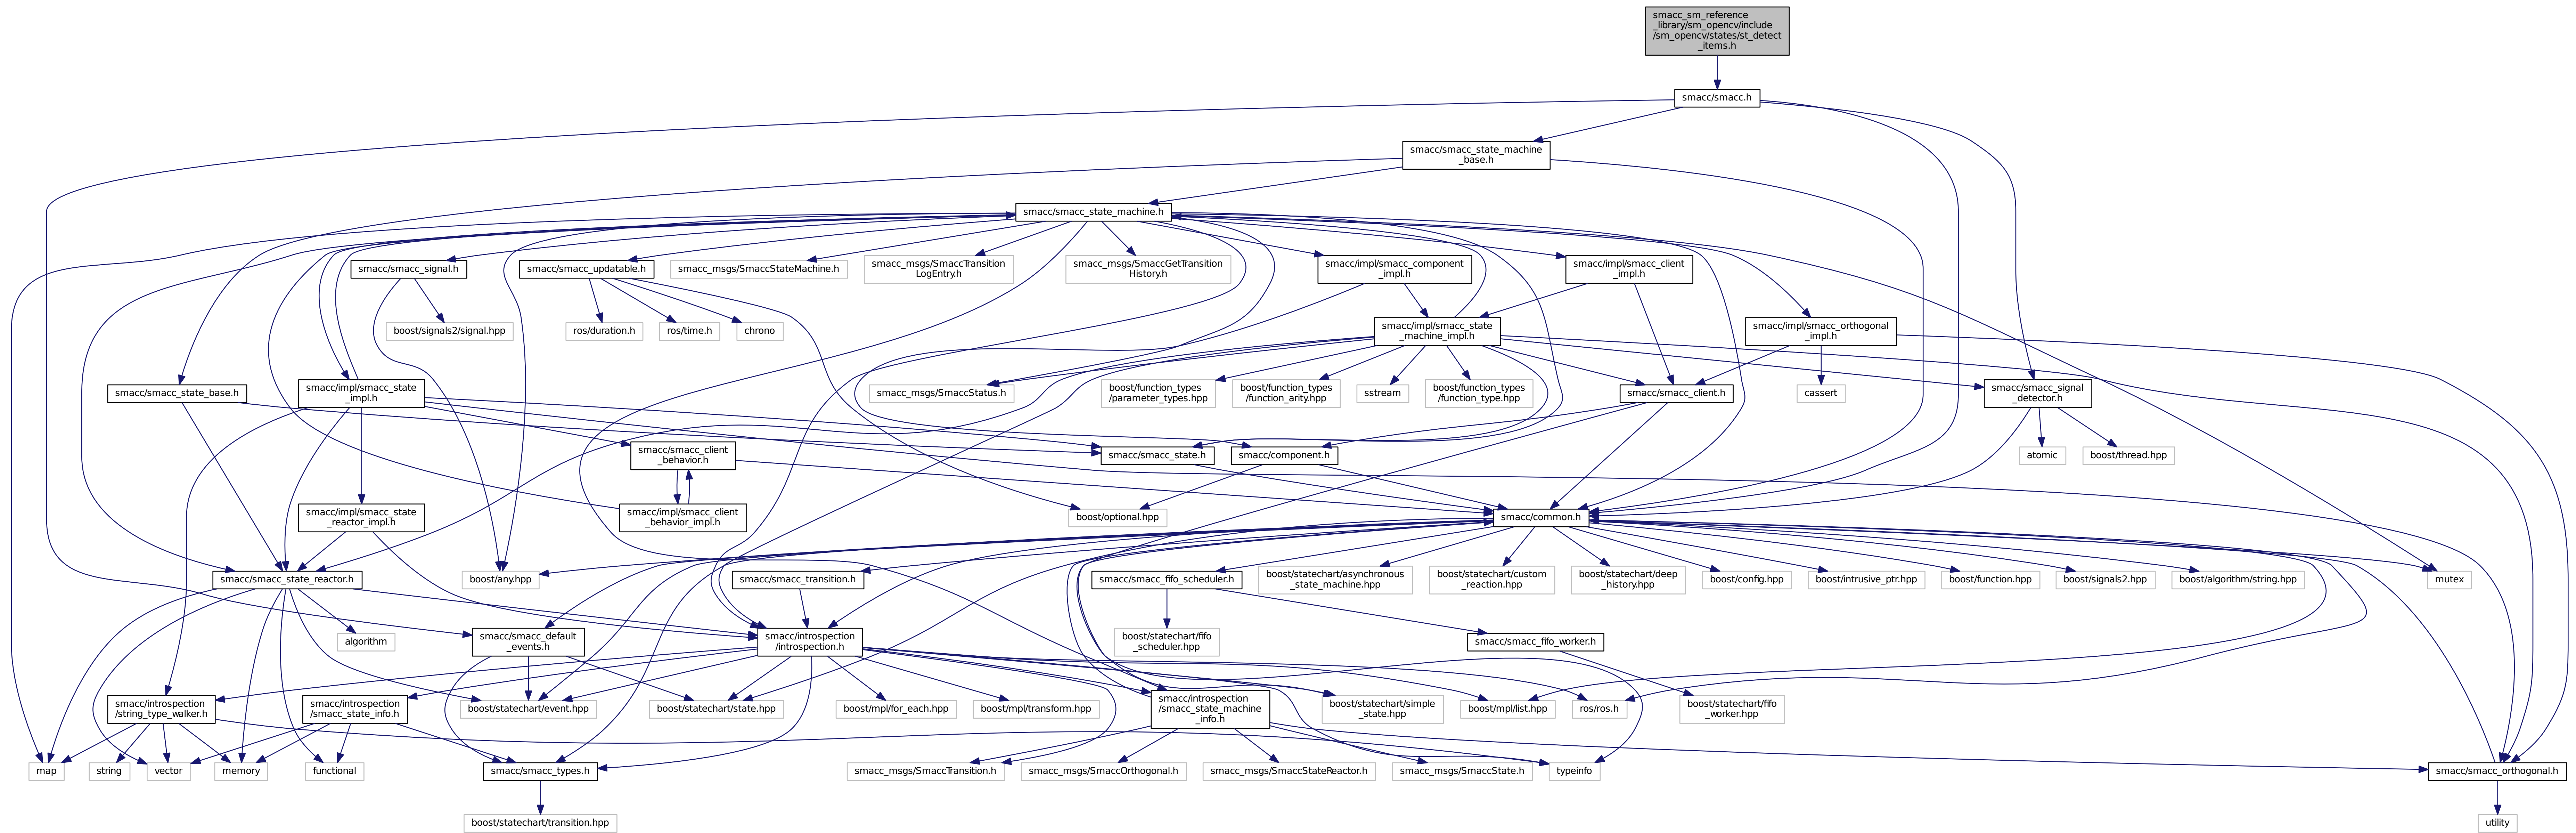 smacc_sm_reference
_library/sm_opencv/include
/sm_opencv/states/st_detect
_items.h
smacc/smacc.h
smacc/smacc_state_machine
_base.h
smacc/smacc_state_machine.h
smacc/smacc_signal.h
smacc/smacc_updatable.h
smacc_msgs/SmaccStateMachine.h
smacc_msgs/SmaccTransition
LogEntry.h
smacc_msgs/SmaccGetTransition
History.h
smacc/impl/smacc_component
_impl.h
smacc/impl/smacc_client
_impl.h
boost/signals2/signal.hpp
ros/duration.h
ros/time.h
chrono
smacc/impl/smacc_state
_machine_impl.h
smacc/impl/smacc_orthogonal
_impl.h
smacc/smacc_state_base.h
smacc/impl/smacc_state
_impl.h
smacc_msgs/SmaccStatus.h
boost/function_types
/parameter_types.hpp
boost/function_types
/function_arity.hpp
sstream
boost/function_types
/function_type.hpp
smacc/smacc_client.h
cassert
smacc/smacc_signal
_detector.h
smacc/smacc_client
_behavior.h
smacc/smacc_state.h
smacc/component.h
atomic
boost/thread.hpp
smacc/impl/smacc_state
_reactor_impl.h
smacc/impl/smacc_client
_behavior_impl.h
boost/optional.hpp
smacc/common.h
smacc/smacc_state_reactor.h
boost/any.hpp
smacc/smacc_transition.h
smacc/smacc_fifo_scheduler.h
boost/statechart/asynchronous
_state_machine.hpp
boost/statechart/custom
_reaction.hpp
boost/statechart/deep
_history.hpp
boost/config.hpp
boost/intrusive_ptr.hpp
boost/function.hpp
boost/signals2.hpp
boost/algorithm/string.hpp
mutex
algorithm
smacc/smacc_default
_events.h
smacc/introspection
/introspection.h
boost/statechart/fifo
_scheduler.hpp
smacc/smacc_fifo_worker.h
smacc/introspection
/string_type_walker.h
smacc/introspection
/smacc_state_info.h
boost/statechart/event.hpp
boost/statechart/state.hpp
boost/mpl/for_each.hpp
boost/mpl/transform.hpp
smacc/introspection
/smacc_state_machine
_info.h
boost/statechart/simple
_state.hpp
boost/mpl/list.hpp
ros/ros.h
boost/statechart/fifo
_worker.hpp
map
string
vector
memory
functional
smacc/smacc_types.h
smacc_msgs/SmaccTransition.h
smacc_msgs/SmaccOrthogonal.h
smacc_msgs/SmaccStateReactor.h
smacc_msgs/SmaccState.h
typeinfo
smacc/smacc_orthogonal.h
boost/statechart/transition.hpp
utility